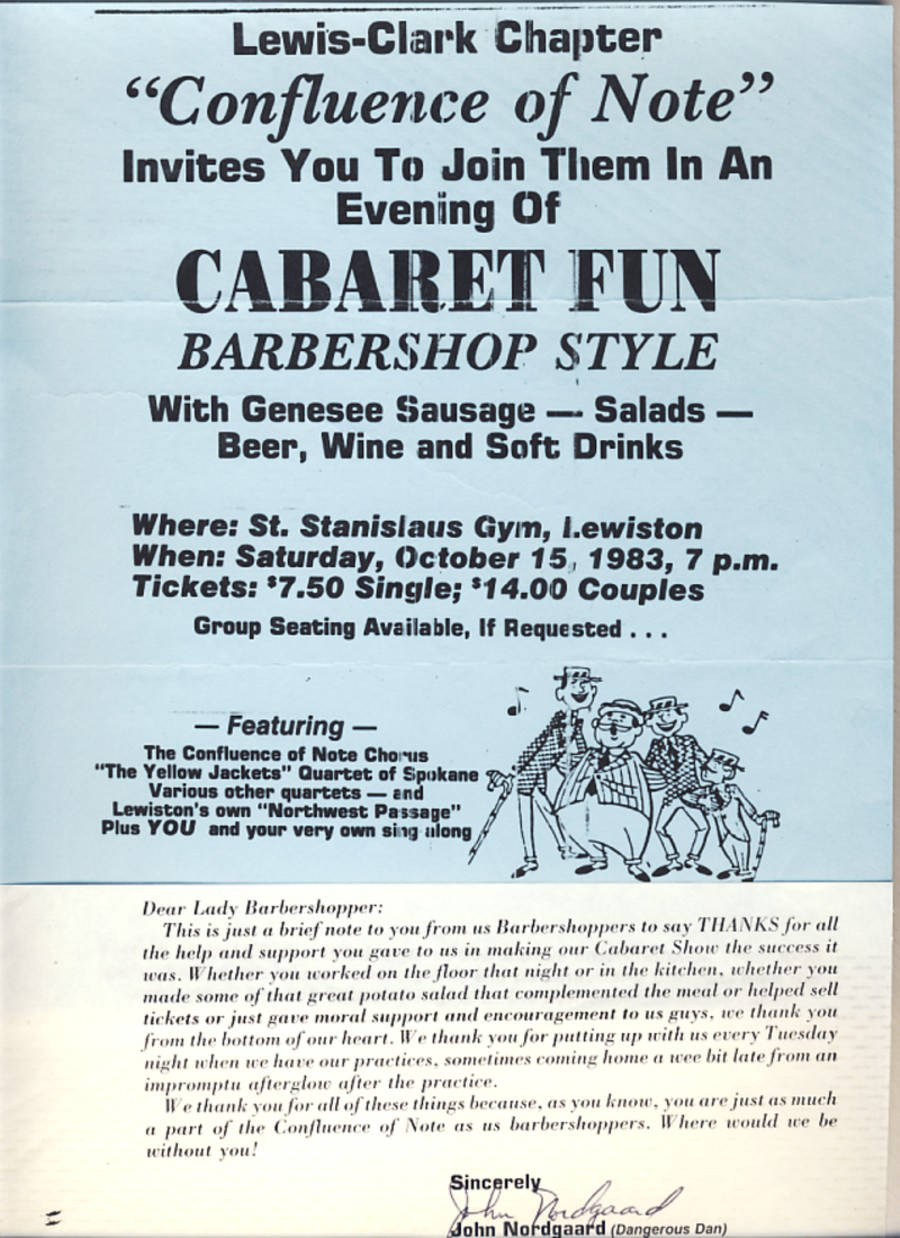 Lewis-Clark Chapter
“Confluence of Note”
Invites You To Join Them In An
Evening Of
CABARET FUN
BARBERSHOP STYLE
With Genesee Sausage — Salads —
Beer, Wine and Soft Drinks
Where: St. Stanislaus Gym, Lewiston
When: Saturday, October 15, 1983, 7 p.m.
Tickets: $7.50 Single; $14.00 Couples
Group Seating Available, If Requested . . .
— Featuring —
The Confluence of Note Chorus
"The Yellow Jackets" Quartet of Spokane
Various other quartets — and
Lewiston's own "Northwest Passage"
Plus YOU and your very own sing along
Dear Lady Barbershopper:
This is just a brief note to you from us Barbershoppers to say THANKS for all
the help and support you gave to us in making our Cabaret Show the success it
was. Whether you worked on the floor that night or in the kitchen, whether you
made some of that great potato salad that complemented the meal or helped sell
tickets or just gave moral support and encouragement to us guys, we thank you
from the bottom of our heart. We thank you for putting up with us every Tuesday
night when we have our practices, sometimes coming home a wee bit late from an
impromptu afterglow after the practice.
We thank you for all of these things because, as you know, you are just as much
a part of the Confluence of Note as us barbershoppers. Where would we be
without you!
Sincerely
John Nordgaard
John Nordgaard (Dangerous Dan)